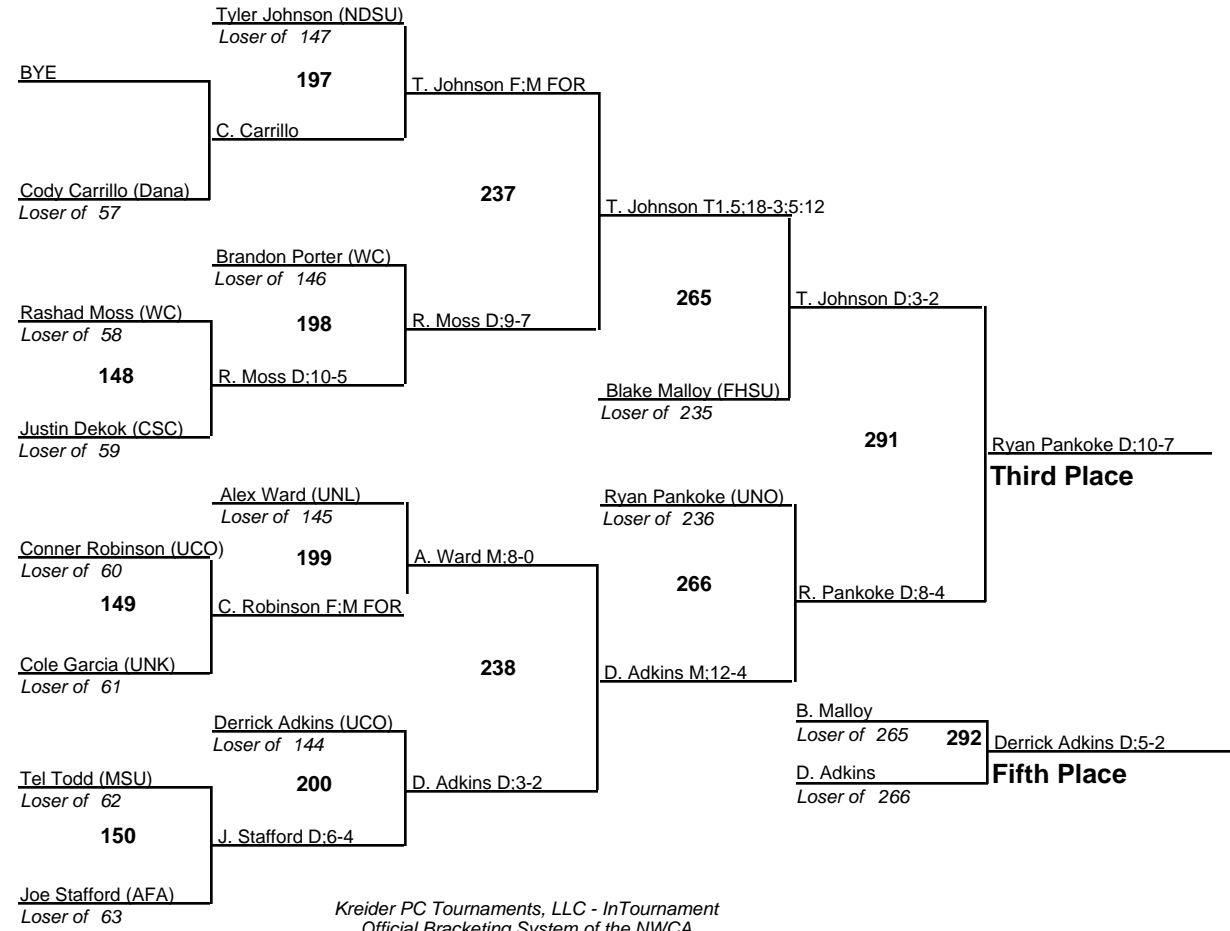 Tyler Johnson (NDSU)
Loser of 147
BYE
197
T. Johnson F;M FOR
C. Carrillo
Cody Carrillo (Dana)
Loser of 57
237
T. Johnson T1.5;18-3;5:12
Brandon Porter (WC)
Loser of 146
Rashad Moss (WC)
Loser of 58
198
R. Moss D;9-7
265
T. Johnson D;3-2
148
R. Moss D;10-5
Blake Malloy (FHSU)
Loser of 235
Justin Dekok (CSC)
Loser of 59
291
Ryan Pankoke D;10-7
Third Place
Alex Ward (UNL)
Loser of 145
Ryan Pankoke (UNO)
Loser of 236
Conner Robinson (UCO)
Loser of 60
199
A. Ward M;8-0
266
R. Pankoke D;8-4
149
C. Robinson F;M FOR
Cole Garcia (UNK)
Loser of 61
238
D. Adkins M;12-4
Derrick Adkins (UCO)
Loser of 144
B. Malloy
Loser of 265
292
Derrick Adkins D;5-2
Fifth Place
D. Adkins
Loser of 266
Tel Todd (MSU)
Loser of 62
200
D. Adkins D;3-2
150
J. Stafford D;6-4
Joe Stafford (AFA)
Loser of 63
Kreider PC Tournaments, LLC - InTournament
Official Bracketing System of the NWCA